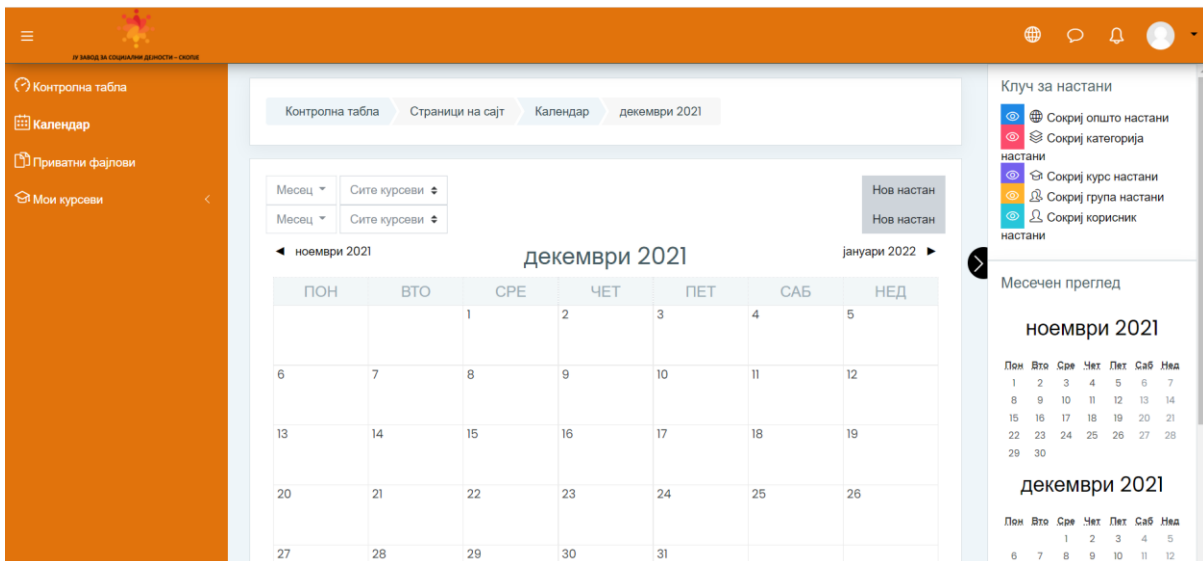 ЈУ ЗАВОД ЗА СОЦИЈАЛНИ ДЕЈНОСТИ – СКОПЈЕ
Контролна табла
Календар
Приватни фајлови
Мои курсеви
Контролна табла Страници на сајт Календар декември 2021
Месец Сите курсеви Нов настан
Месец Сите курсеви Нов настан
ноември 2021 декември 2021 јануари 2022
ПОН ВТО СРЕ ЧЕТ ПЕТ САБ НЕД
1 2 3 4 5
6 7 8 9 10 11 12
13 14 15 16 17 18 19
20 21 22 23 24 25 26
27 28 29 30 31
Клуч за настани
Сокриј општо настани
Сокриј категорија
настани
Сокриј курс настани
Сокриј група настани
Сокриј корисник
настани
Месечен преглед
ноември 2021
Пон Вто Сре Чет Пет Саб Нед
1 2 3 4 5 6 7
8 9 10 11 12 13 14
15 16 17 18 19 20 21
22 23 24 25 26 27 28
29 30
декември 2021
Пон Вто Сре Чет Пет Саб Нед
1 2 3 4 5
6 7 8 9 10 11 12